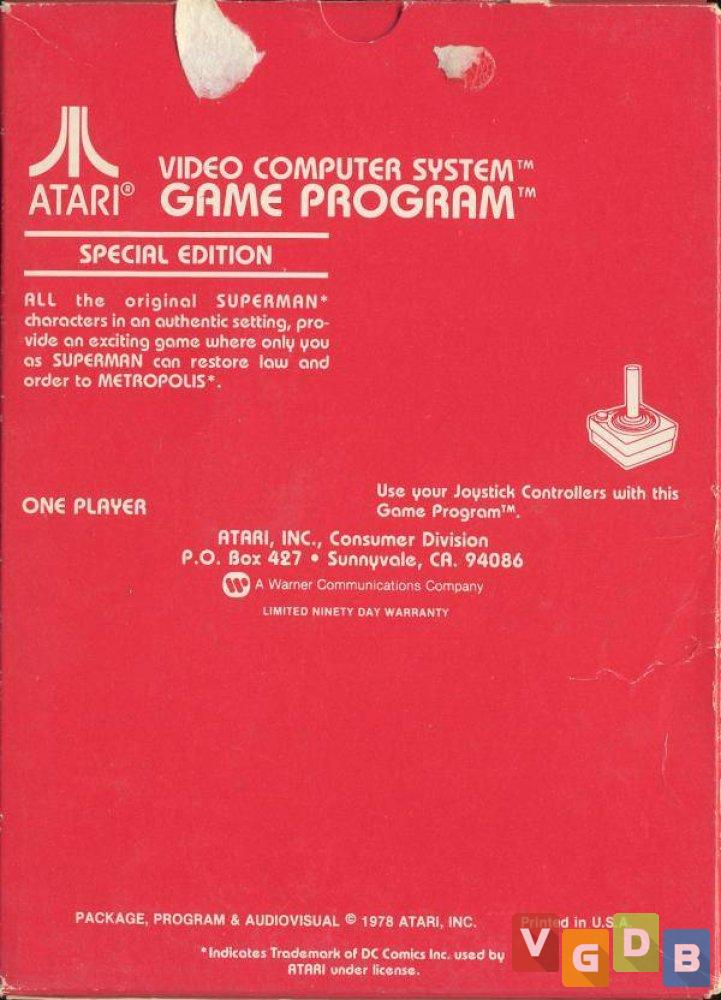 VIDEO COMPUTER SYSTEM™
ATARI® GAME PROGRAM™
SPECIAL EDITION
ALL the original SUPERMAN*
characters in an authentic setting, pro-
vide an exciting game where only you
as SUPERMAN can restore law and
order to METROPOLIS*.
ONE PLAYER
Use your Joystick Controllers with this
Game Program™.
ATARI, INC., Consumer Division
P.O. Box 427 • Sunnyvale, CA. 94086
A Warner Communications Company
LIMITED NINETY DAY WARRANTY
PACKAGE, PROGRAM & AUDIOVISUAL © 1978 ATARI, INC. Printed in U.S.A.
*Indicates Trademark of DC Comics Inc. used by
ATARI under license.
VGDB